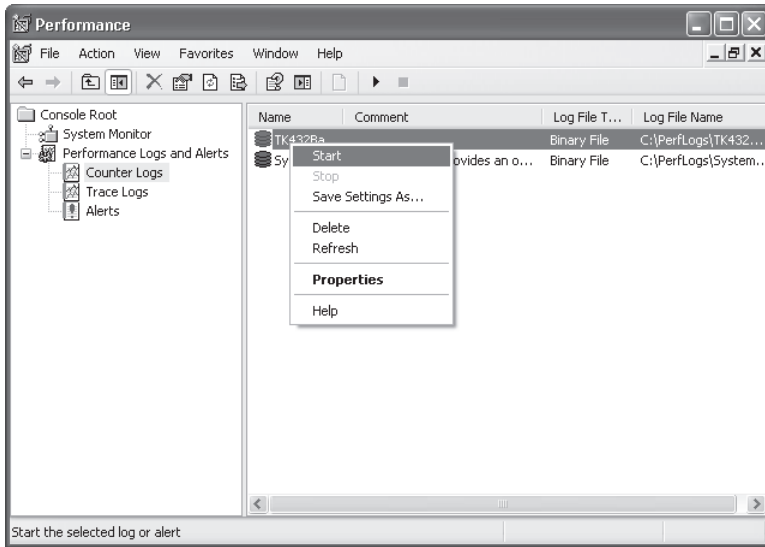 Performance
File Action View Favorites Window Help
Console Root
System Monitor
Performance Logs and Alerts
Counter Logs
Trace Logs
Alerts
Name Comment Log File T... Log File Name
TK432Ba Binary File C:\PerfLogs\TK432...
Sy ovides an o... Binary File C:\PerfLogs\System...
Start
Stop
Save Settings As...
Delete
Refresh
Properties
Help
Start the selected log or alert